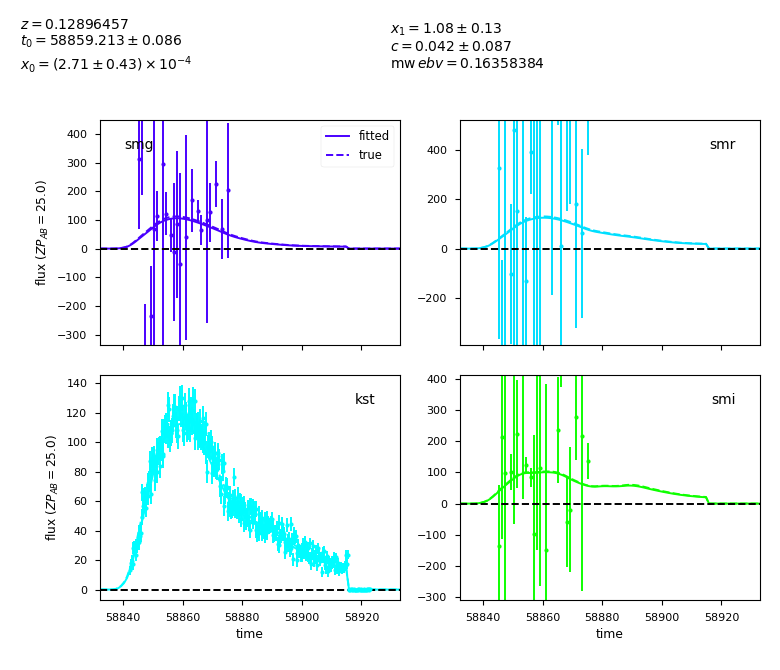 z = 0.12896457
t₀ = 58859.213 ± 0.086
x₀ = (2.71 ± 0.43) × 10⁻⁴
x₁ = 1.08 ± 0.13
c = 0.042 ± 0.087
mw ebv = 0.16358384
smg
fitted
true
400
300
200
100
0
−100
−200
−300
flux (ZP_AB = 25.0)
smr
400
200
0
−200
kst
140
120
100
80
60
40
20
0
flux (ZP_AB = 25.0)
58840 58860 58880 58900 58920
time
smi
400
300
200
100
0
−100
−200
−300
58840 58860 58880 58900 58920
time